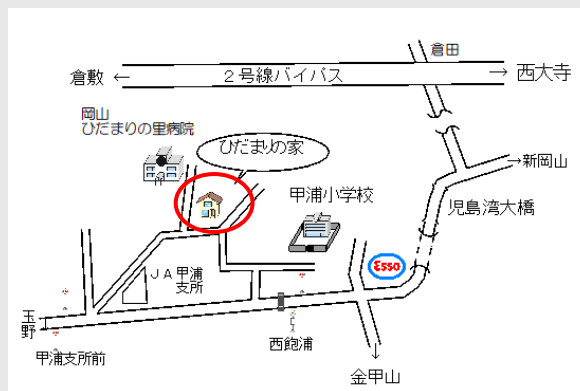 倉田
倉敷
２号線バイパス
西大寺
岡山
ひだまりの里病院
ひだまりの家
新岡山
甲浦小学校
児島湾大橋
Esso
ＪＡ甲浦
支所
玉野
西飽浦
甲浦支所前
金甲山